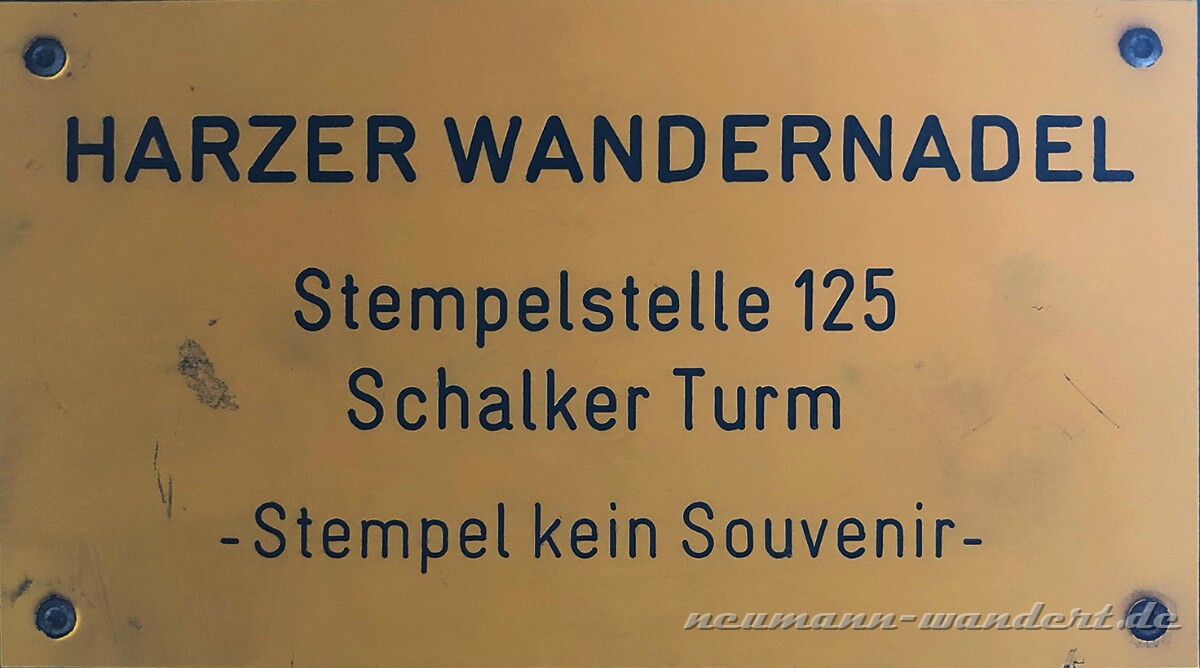 HARZER WANDERNADEL
Stempelstelle 125
Schalker Turm
-Stempel kein Souvenir-
neumann-wandert.de